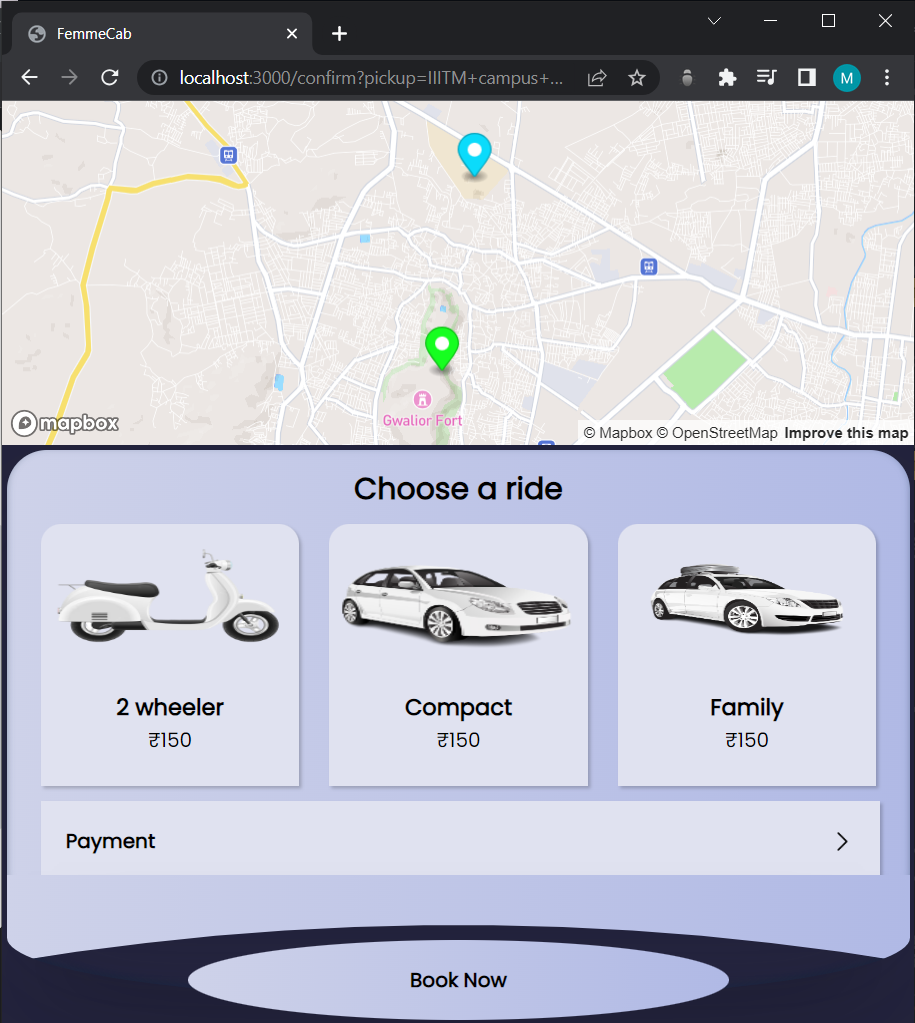 FemmeCab
localhost:3000/confirm?pickup=IIITM+campus+...
M
Gwalior Fort
mapbox
© Mapbox © OpenStreetMap Improve this map
Choose a ride
2 wheeler
₹150
Compact
₹150
Family
₹150
Payment
Book Now